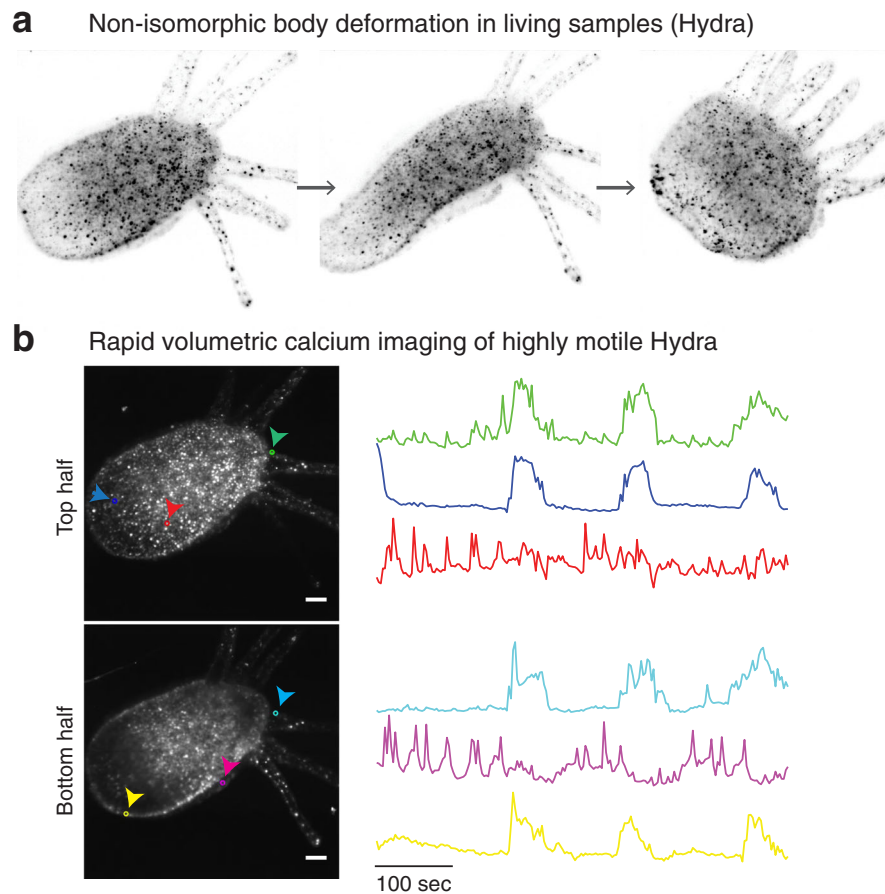 a Non-isomorphic body deformation in living samples (Hydra)
b Rapid volumetric calcium imaging of highly motile Hydra
Top half
Bottom half
100 sec